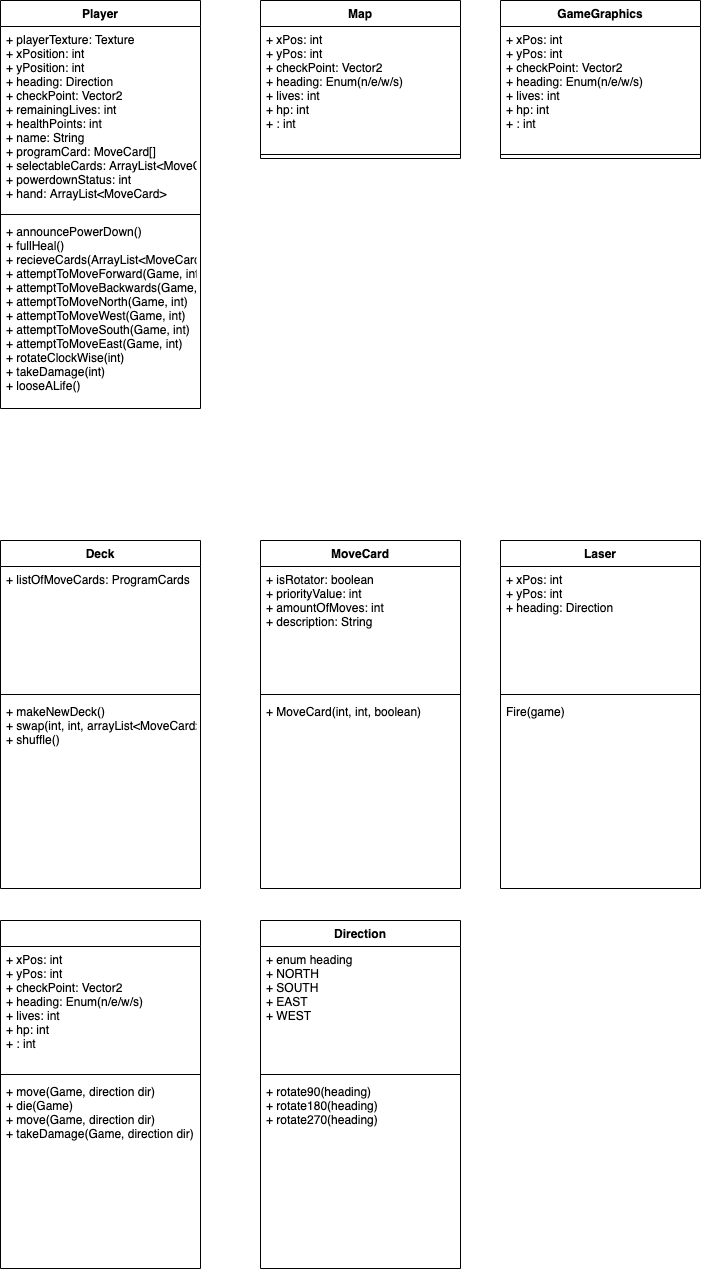 Player
+ playerTexture: Texture
+ xPosition: int
+ yPosition: int
+ heading: Direction
+ checkPoint: Vector2
+ remainingLives: int
+ healthPoints: int
+ name: String
+ programCard: MoveCard[]
+ selectableCards: ArrayList<MoveC
+ powerdownStatus: int
+ hand: ArrayList<MoveCard>
+ announcePowerDown()
+ fullHeal()
+ recieveCards(ArrayList<MoveCard
+ attemptToMoveForward(Game, int
+ attemptToMoveBackwards(Game,
+ attemptToMoveNorth(Game, int)
+ attemptToMoveWest(Game, int)
+ attemptToMoveSouth(Game, int)
+ attemptToMoveEast(Game, int)
+ rotateClockWise(int)
+ takeDamage(int)
+ looseALife()
Map
+ xPos: int
+ yPos: int
+ checkPoint: Vector2
+ heading: Enum(n/e/w/s)
+ lives: int
+ hp: int
+ : int
GameGraphics
+ xPos: int
+ yPos: int
+ checkPoint: Vector2
+ heading: Enum(n/e/w/s)
+ lives: int
+ hp: int
+ : int
Deck
+ listOfMoveCards: ProgramCards
+ makeNewDeck()
+ swap(int, int, arrayList<MoveCard>
+ shuffle()
MoveCard
+ isRotator: boolean
+ priorityValue: int
+ amountOfMoves: int
+ description: String
+ MoveCard(int, int, boolean)
Laser
+ xPos: int
+ yPos: int
+ heading: Direction
Fire(game)
+ xPos: int
+ yPos: int
+ checkPoint: Vector2
+ heading: Enum(n/e/w/s)
+ lives: int
+ hp: int
+ : int
+ move(Game, direction dir)
+ die(Game)
+ move(Game, direction dir)
+ takeDamage(Game, direction dir)
Direction
+ enum heading
+ NORTH
+ SOUTH
+ EAST
+ WEST
+ rotate90(heading)
+ rotate180(heading)
+ rotate270(heading)